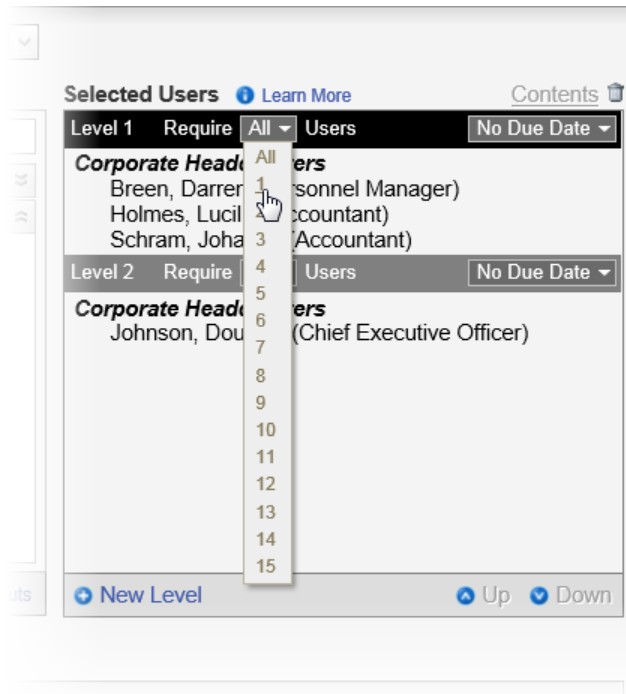 Selected Users Learn More Contents
Level 1 Require All Users No Due Date
Corporate Head ers
Breen, Darren rsonnel Manager)
Holmes, Lucil ccountant)
Schram, Joha (Accountant)
Level 2 Require Users No Due Date
Corporate Head ers
Johnson, Dou (Chief Executive Officer)
All
1
2
3
4
5
6
7
8
9
10
11
12
13
14
15
New Level Up Down